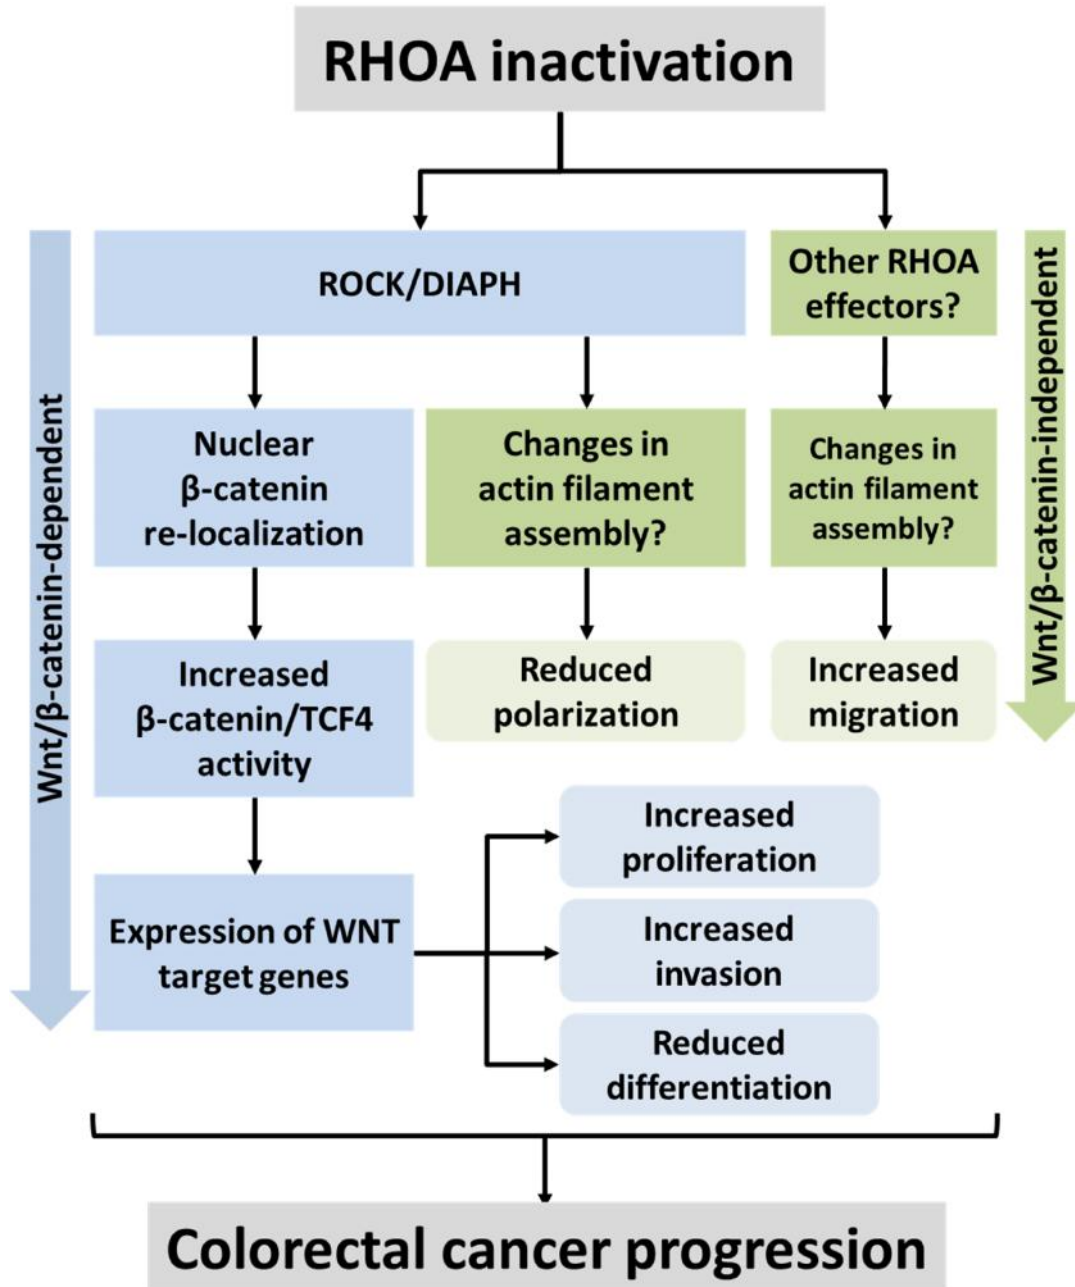 RHOA inactivation
ROCK/DIAPH
Other RHOA
effectors?
Wnt/β-catenin-dependent
Wnt/β-catenin-independent
Nuclear
β-catenin
re-localization
Changes in
actin filament
assembly?
Changes in
actin filament
assembly?
Increased
β-catenin/TCF4
activity
Reduced
polarization
Increased
migration
Expression of WNT
target genes
Increased
proliferation
Increased
invasion
Reduced
differentiation
Colorectal cancer progression